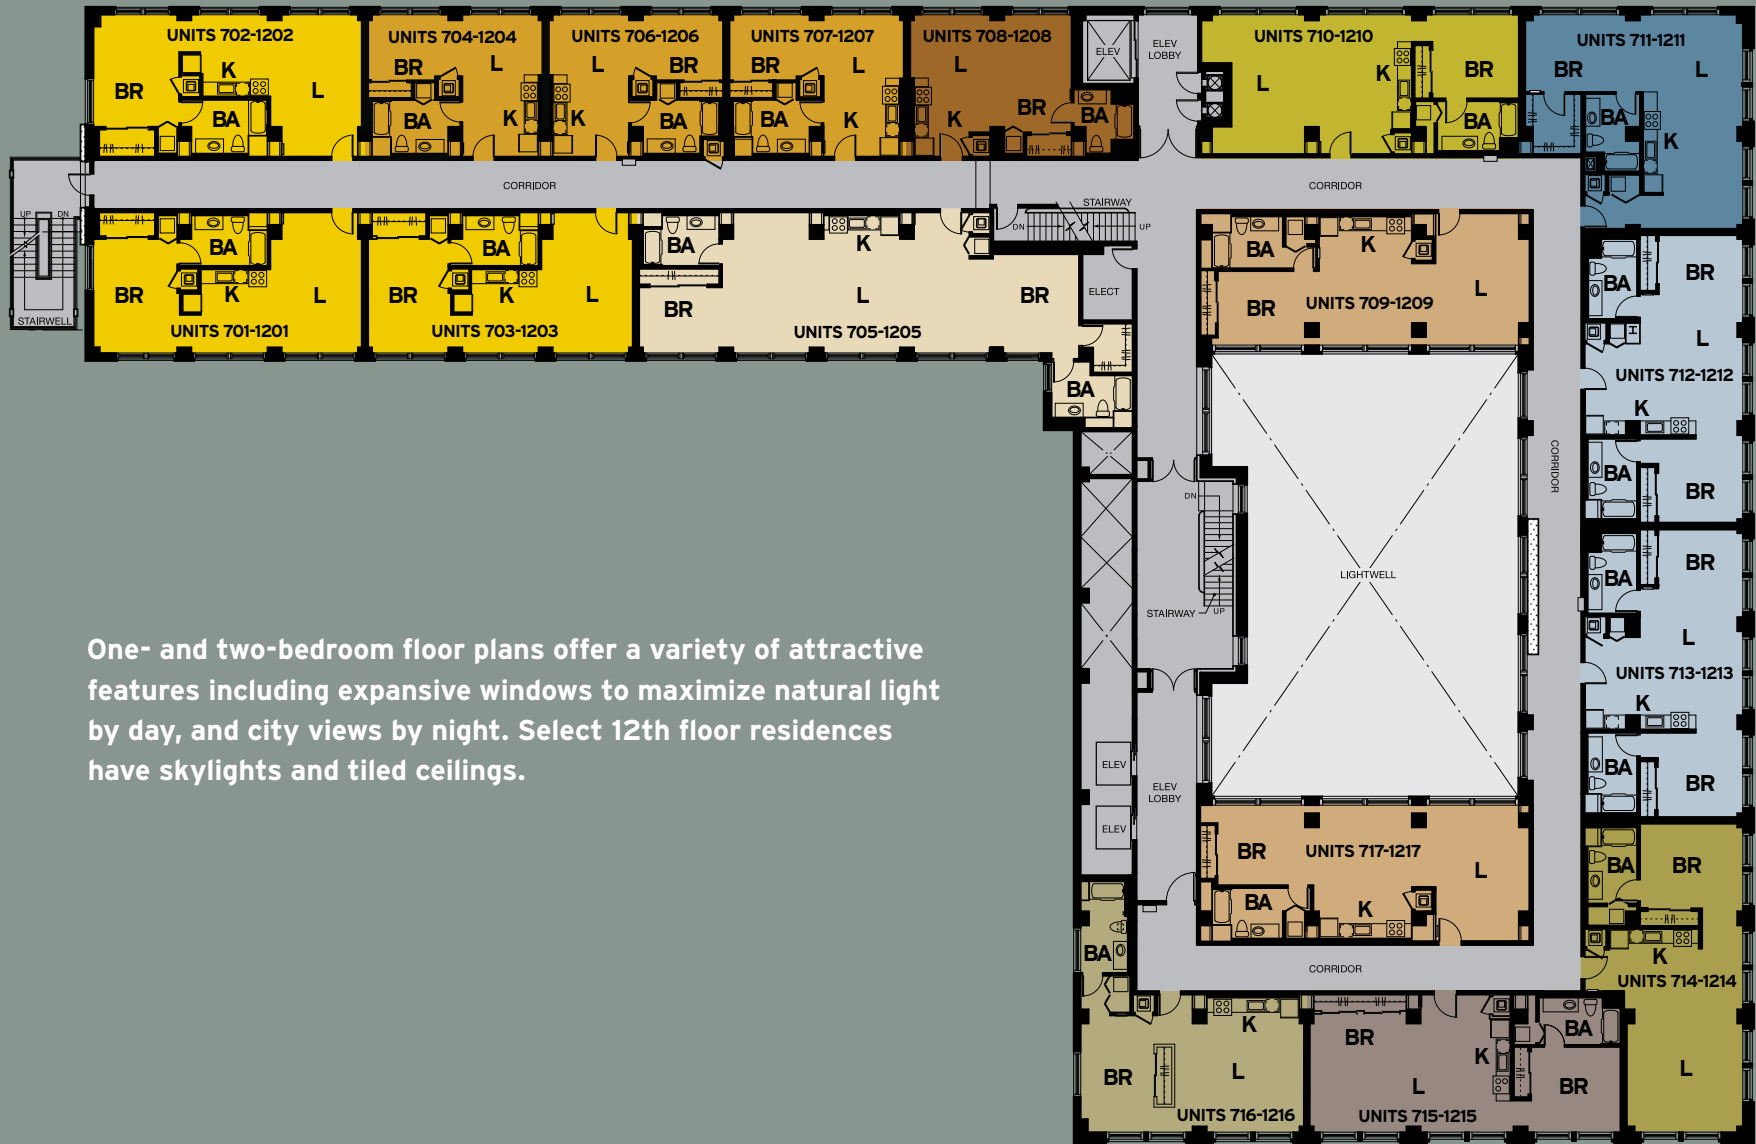 UNITS 702-1202
BR
K
L
BA
UNITS 704-1204
BR
L
BA
K
UNITS 706-1206
L
BR
K
BA
UNITS 707-1207
BR
L
BA
K
UNITS 708-1208
L
BR
K
BA
ELEV
ELEV
LOBBY
UNITS 710-1210
L
K
BR
BA
UNITS 711-1211
BR
L
BA
K
UP
DN
STAIRWELL
CORRIDOR
CORRIDOR
STAIRWAY
DN
UP
BA
BR
K
L
UNITS 701-1201
BA
BR
K
L
UNITS 703-1203
BA
K
BR
L
BR
UNITS 705-1205
BA
ELECT
BA
K
BR
UNITS 709-1209
L
BA
BR
L
UNITS 712-1212
K
BA
BR
CORRIDOR
DN
LIGHTWELL
STAIRWAY
UP
BR
BA
L
UNITS 713-1213
K
BA
BR
One- and two-bedroom floor plans offer a variety of attractive
features including expansive windows to maximize natural light
by day, and city views by night. Select 12th floor residences
have skylights and tiled ceilings.
ELEV
ELEV
LOBBY
ELEV
BR
UNITS 717-1217
L
BA
K
BA
BR
K
UNITS 714-1214
L
CORRIDOR
BA
K
BR
L
UNITS 716-1216
BR
K
BA
L
BR
UNITS 715-1215